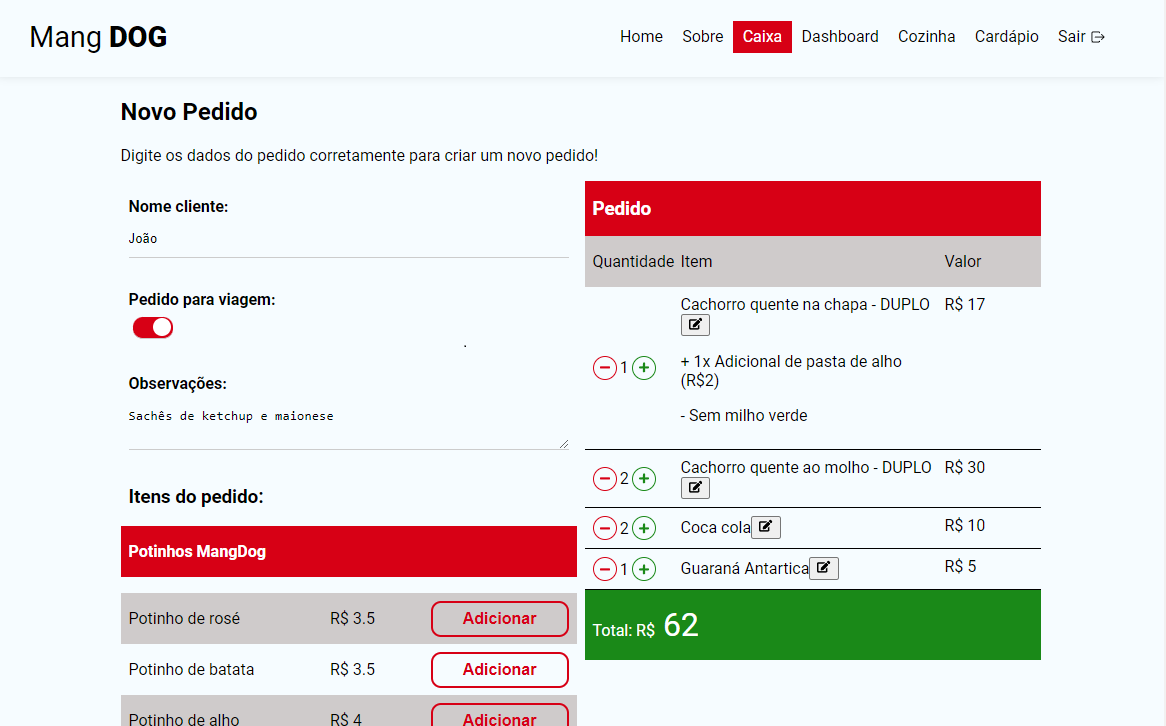 Mang DOG
Home Sobre Caixa Dashboard Cozinha Cardápio Sair
Novo Pedido
Digite os dados do pedido corretamente para criar um novo pedido!
Nome cliente:
João
Pedido para viagem:
.
Observações:
Sachês de ketchup e maionese
Itens do pedido:
Potinhos MangDog
Potinho de rosé R$ 3.5 Adicionar
Potinho de batata R$ 3.5 Adicionar
Potinho de alho R$ 4 Adicionar
Pedido
Quantidade Item Valor
Cachorro quente na chapa - DUPLO R$ 17
1 + 1x Adicional de pasta de alho
(R$2)
- Sem milho verde
2 Cachorro quente ao molho - DUPLO R$ 30
2 Coca cola R$ 10
1 Guaraná Antartica R$ 5
Total: R$ 62